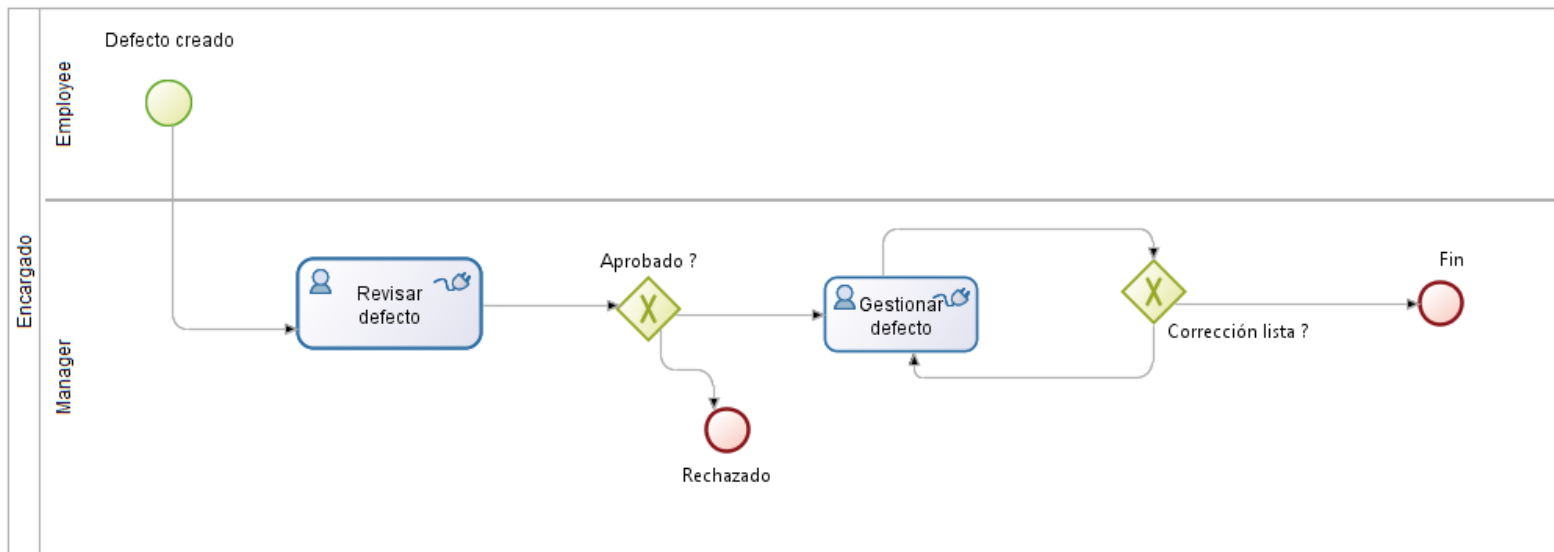 Defecto creado
Employee
Encargado
Manager
Revisar
defecto
Aprobado ?
Rechazado
Gestionar
defecto
Corrección lista ?
Fin